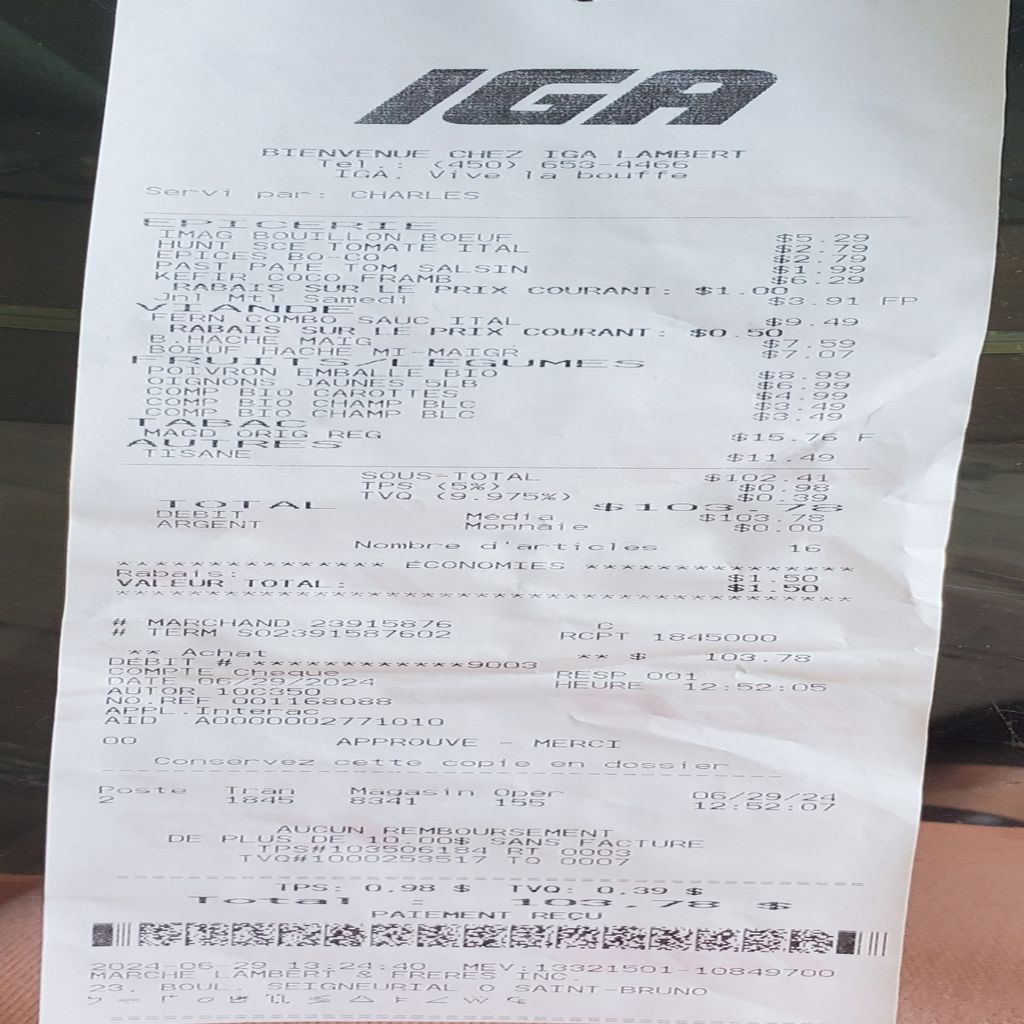 IGA
BIENVENUE CHEZ IGA LAMBERT
Tel.: (450) 653-4466
IGA, Vive la bouffe
Servi par: CHARLES
EPICERIE
IMAG BOUILLON BOEUF $5.29
HUNT SCE TOMATE ITAL $2.79
EPICES BO-CO $2.79
PAST PATE TOM SALSIN $1.99
KEFIR COCO FRAMB $6.29
RABAIS SUR LE PRIX COURANT: $1.00
Jnl Mtl Samedi $3.91 FP
VIANDE
FERN COMBO SAUC ITAL $9.49
RABAIS SUR LE PRIX COURANT: $0.50
B.HACHE MAIG $7.59
BOEUF HACHE MI-MAIGR $7.07
FRUITS/LEGUMES
POIVRON EMBALLE BIO $8.99
OIGNONS JAUNES 5LB $6.99
COMP BIO CAROTTES $4.99
COMP BIO CHAMP BLC $3.49
COMP BIO CHAMP BLC $3.49
TABAC
MACD ORIG REG $15.76 F
AUTRES
TISANE $11.49
SOUS-TOTAL $102.41
TPS (5%) $0.98
TVQ (9.975%) $0.39
TOTAL $103.78
DEBIT Média $103.78
ARGENT Monnaie $0.00
Nombre d'articles 16
*************** ÉCONOMIES ***************
Rabais: $1.50
VALEUR TOTAL: $1.50
*****************************************
# MARCHAND 23915876 C
# TERM S02391587602 RCPT 1845000
** Achat ** $ 103.78
DEBIT # ************9003
COMPTE Cheque RESP 001
DATE 06/29/2024 HEURE 12:52:05
AUTOR 10C350
NO.REF 001168088
APPL.Interac
AID A0000002771010
00 APPROUVE - MERCI
Conservez cette copie en dossier
Poste Tran Magasin Opér 06/29/24
2 1845 8341 155 12:52:07
AUCUN REMBOURSEMENT
DE PLUS DE 10.00$ SANS FACTURE
TPS#103506184 RT 0003
TVQ#1000253517 TQ 0007
TPS: 0,98 $ TVQ: 0,39 $
Total : 103,78 $
PAIEMENT REÇU
2024-06-29 13:24:40 MEV:13321501-10849700
MARCHE LAMBERT & FRERES INC.
23, BOUL. SEIGNEURIAL O SAINT-BRUNO